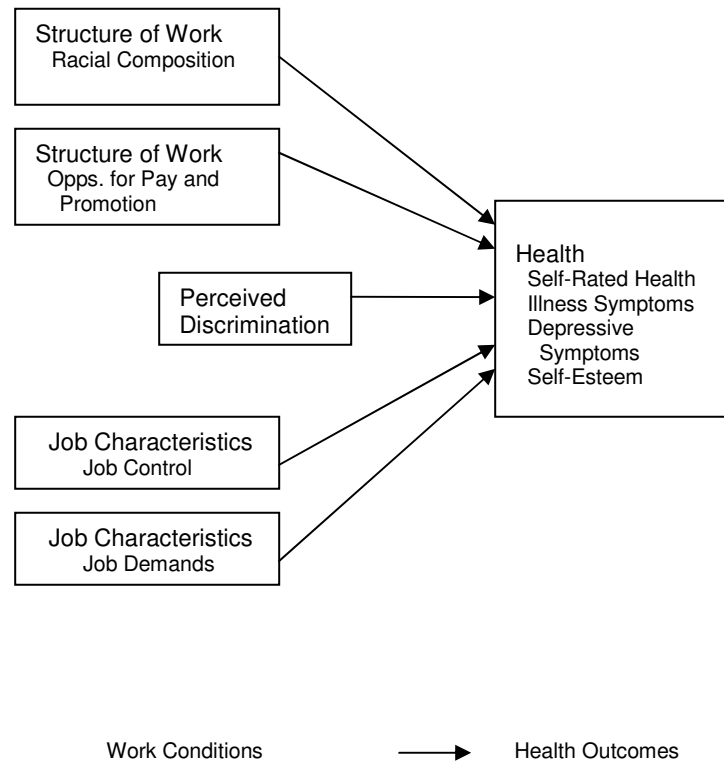 Structure of Work
Racial Composition
Structure of Work
Opps. for Pay and
Promotion
Perceived
Discrimination
Job Characteristics
Job Control
Job Characteristics
Job Demands
Health
Self-Rated Health
Illness Symptoms
Depressive
Symptoms
Self-Esteem
Work Conditions
Health Outcomes